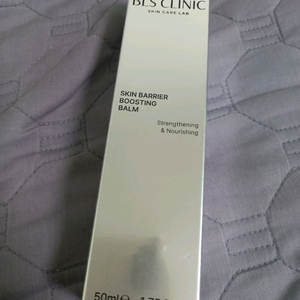 BLS CLINIC
SKIN CARE LAB
SKIN BARRIER
BOOSTING
BALM
Strengthening
& Nourishing
50ml℮